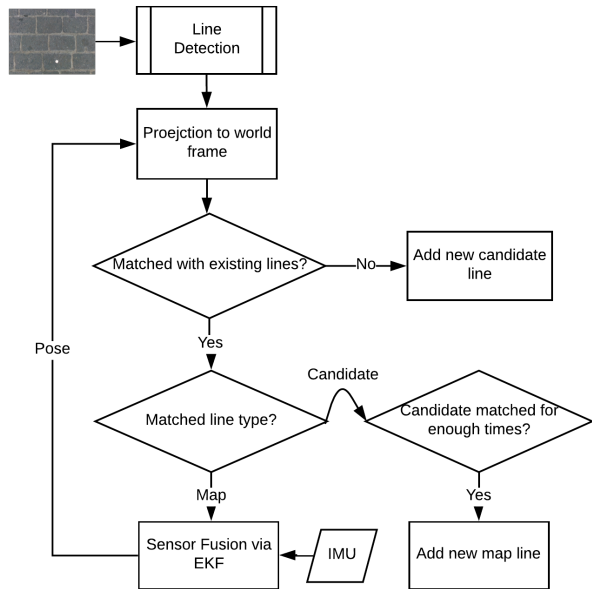 Line
Detection
Proejction to world
frame
Matched with existing lines?
No
Add new candidate
line
Yes
Pose
Candidate
Matched line type?
Candidate matched for
enough times?
Map
Yes
Sensor Fusion via
EKF
IMU
Add new map line